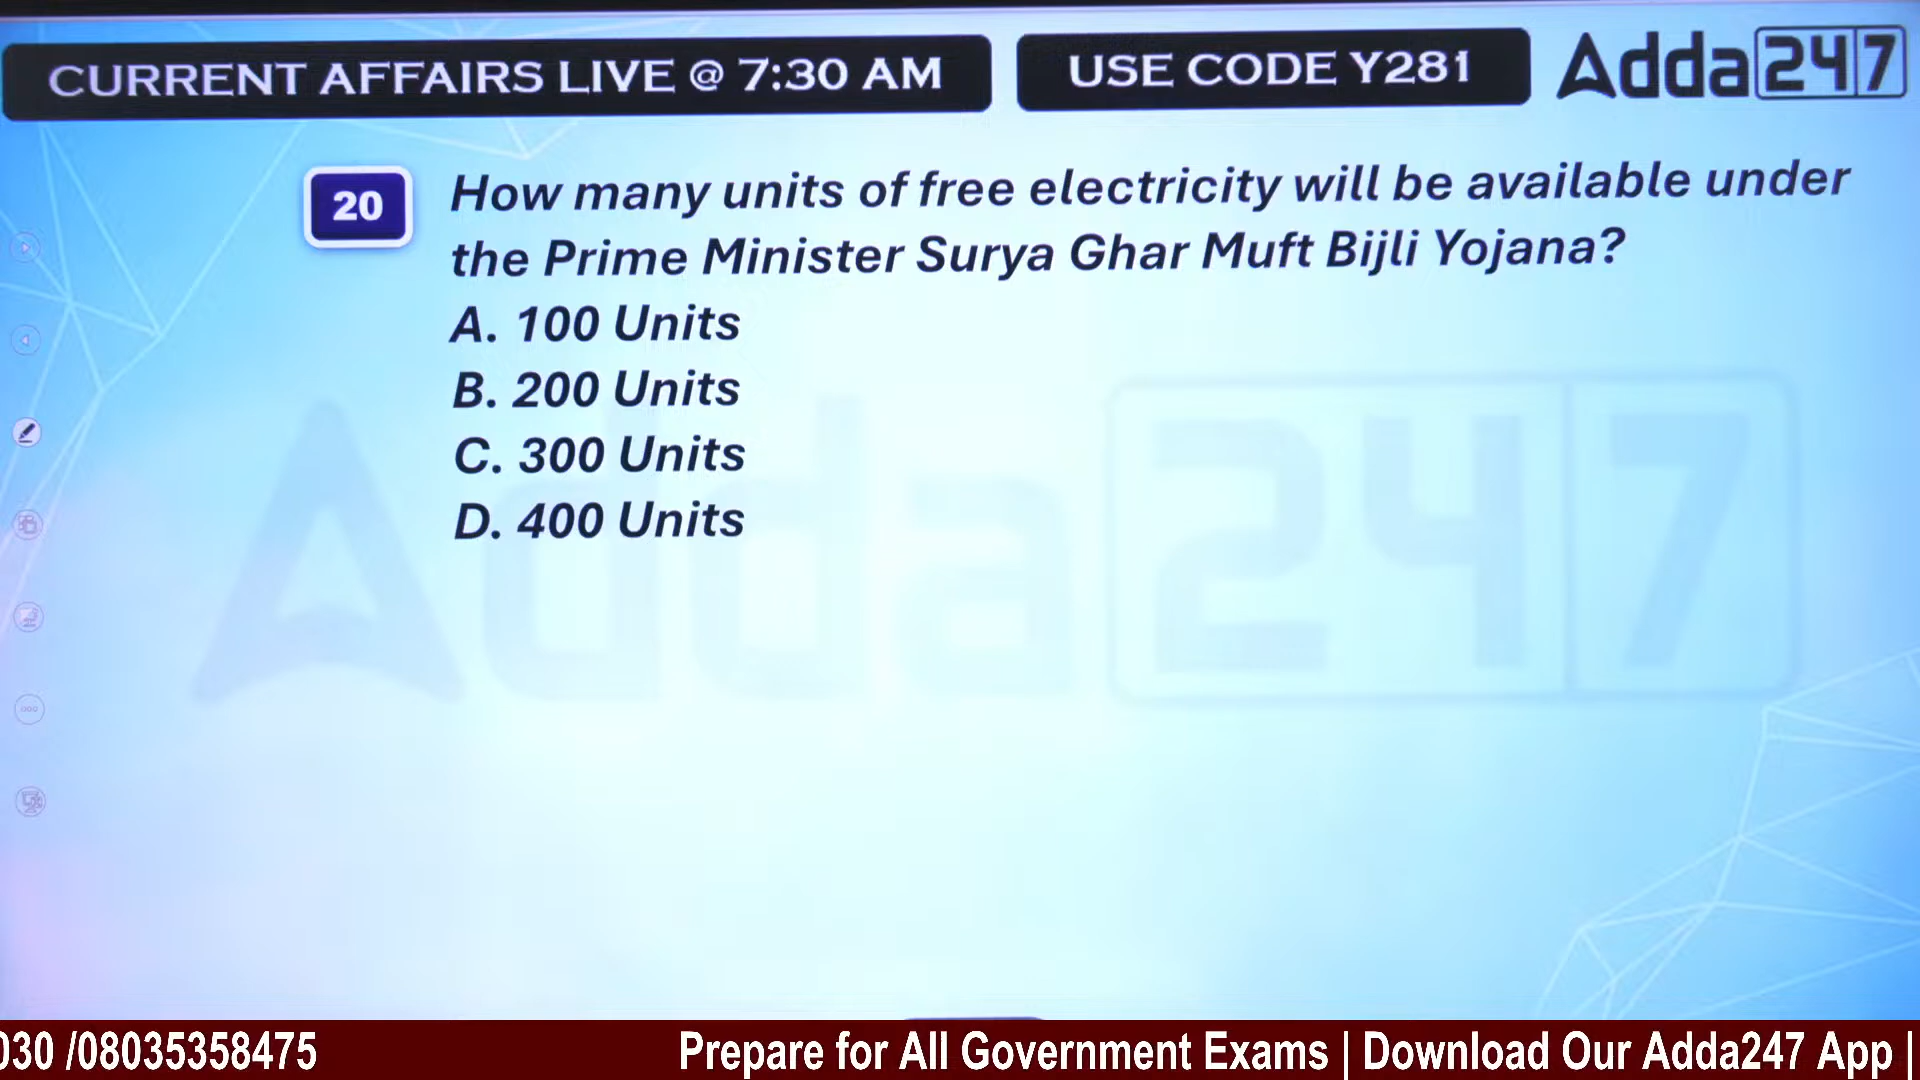 CURRENT AFFAIRS LIVE @ 7:30 AM
USE CODE Y281
Adda247
20
How many units of free electricity will be available under
the Prime Minister Surya Ghar Muft Bijli Yojana?
A. 100 Units
B. 200 Units
C. 300 Units
D. 400 Units
Adda247
030 /08035358475
Prepare for All Government Exams | Download Our Adda247 App |